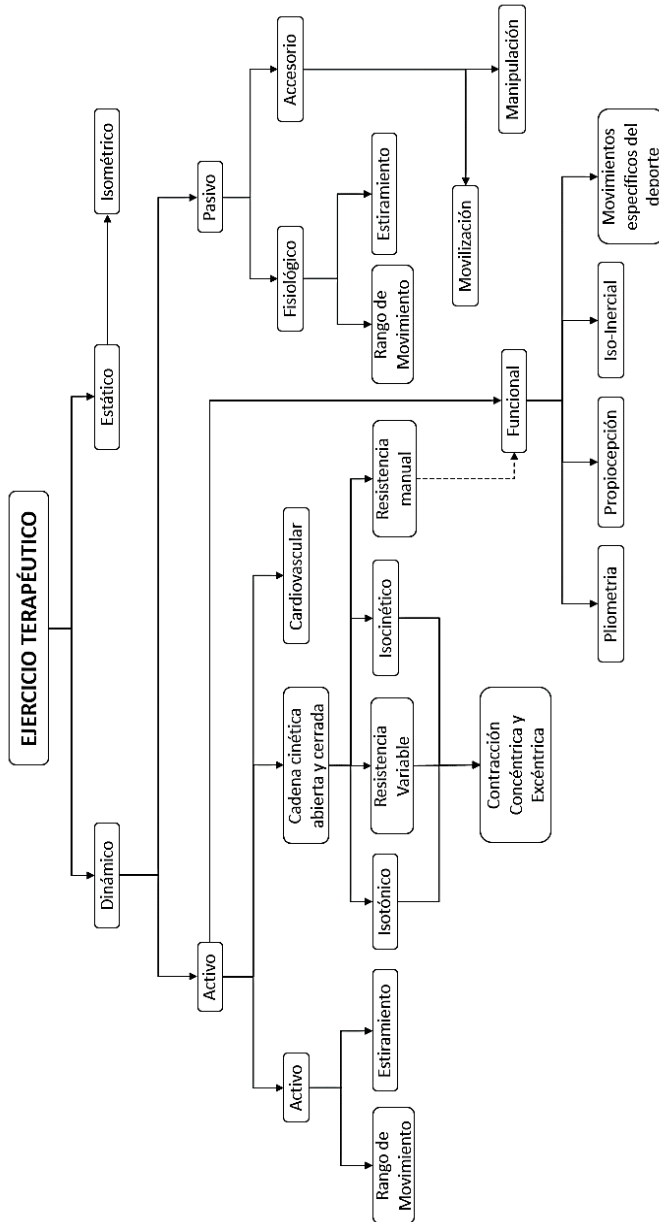 EJERCICIO TERAPÉUTICO
Dinámico
Estático
Isométrico
Activo
Pasivo
Activo
Cadena cinética
abierta y cerrada
Cardiovascular
Fisiológico
Accesorio
Rango de
Movimiento
Estiramiento
Isotónico
Resistencia
Variable
Isocinético
Resistencia
manual
Rango de
Movimiento
Estiramiento
Movilización
Manipulación
Contracción
Concéntrica y
Excéntrica
Funcional
Pliometria
Propiocepción
Iso-Inercial
Movimientos
específicos del
deporte